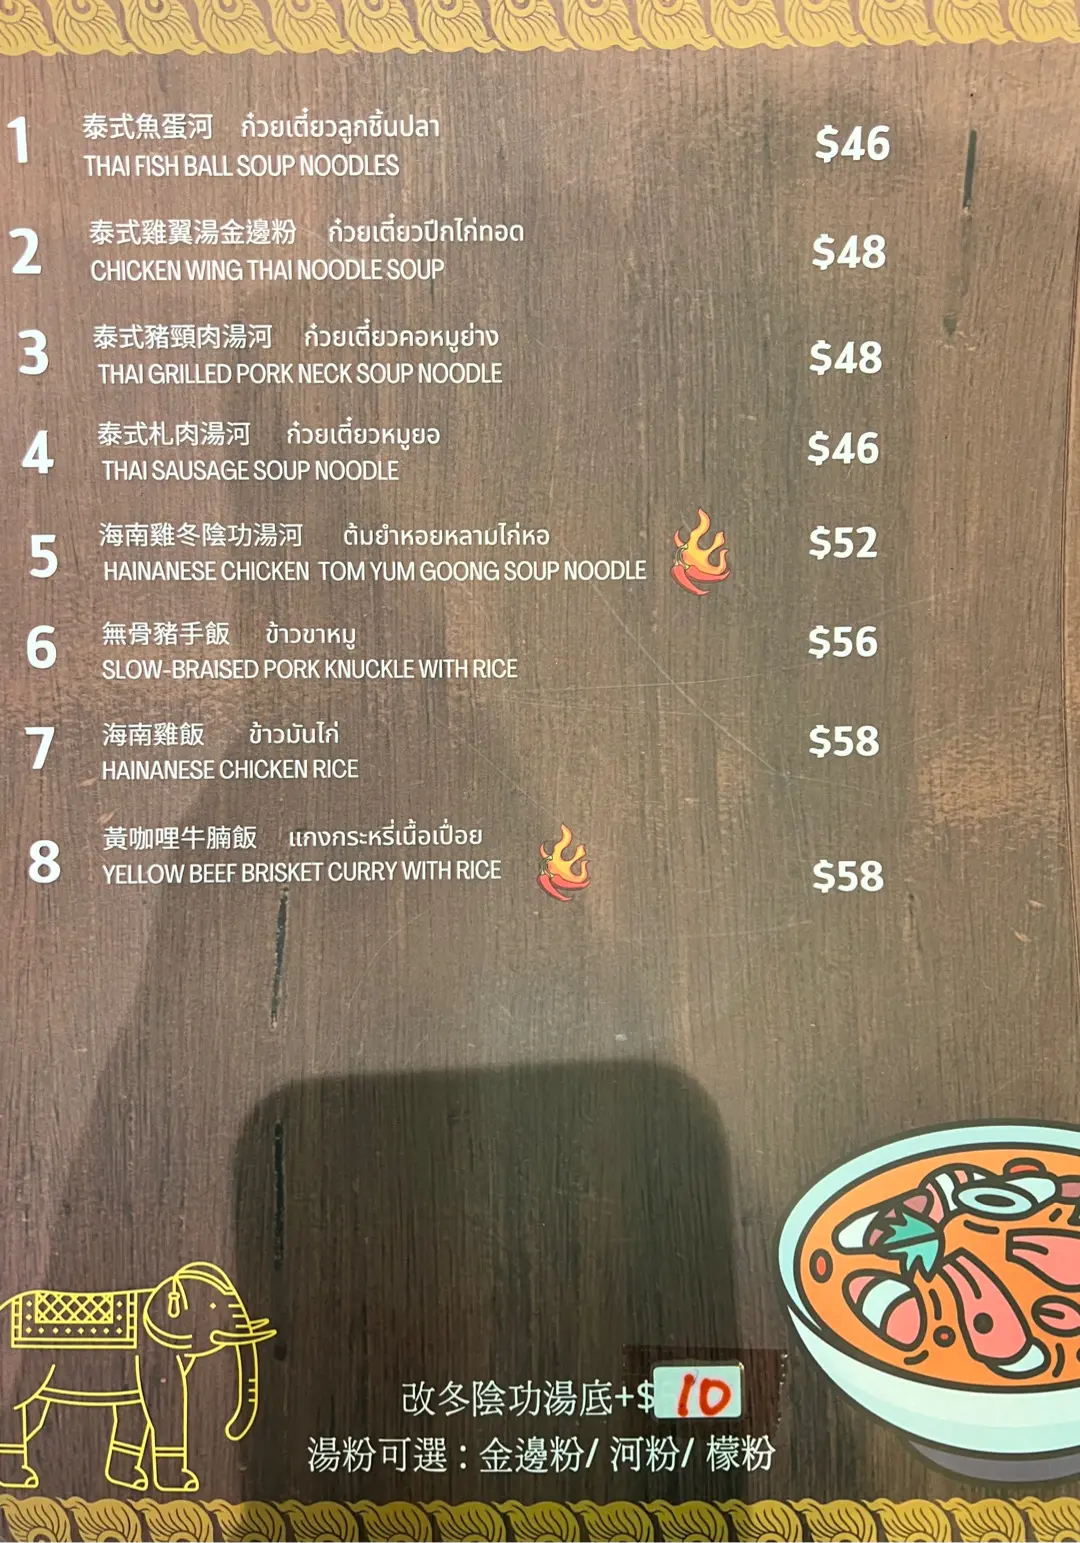 1
泰式魚蛋河 ก๋วยเตี๋ยวลูกชิ้นปลา
THAI FISH BALL SOUP NOODLES
$46
2
泰式雞翼湯金邊粉 ก๋วยเตี๋ยวปีกไก่ทอด
CHICKEN WING THAI NOODLE SOUP
$48
3
泰式豬頸肉湯河 ก๋วยเตี๋ยวคอหมูย่าง
THAI GRILLED PORK NECK SOUP NOODLE
$48
4
泰式札肉湯河 ก๋วยเตี๋ยวหมูยอ
THAI SAUSAGE SOUP NOODLE
$46
5
海南雞冬陰功湯河 ต้มยำหอยหลามไก่หอ
HAINANESE CHICKEN TOM YUM GOONG SOUP NOODLE
$52
6
無骨豬手飯 ข้าวขาหมู
SLOW-BRAISED PORK KNUCKLE WITH RICE
$56
7
海南雞飯 ข้าวมันไก่
HAINANESE CHICKEN RICE
$58
8
黃咖哩牛腩飯 แกงกระหรี่เนื้อเปื่อย
YELLOW BEEF BRISKET CURRY WITH RICE
$58
改冬陰功湯底+$10
湯粉可選：金邊粉/ 河粉/ 檬粉